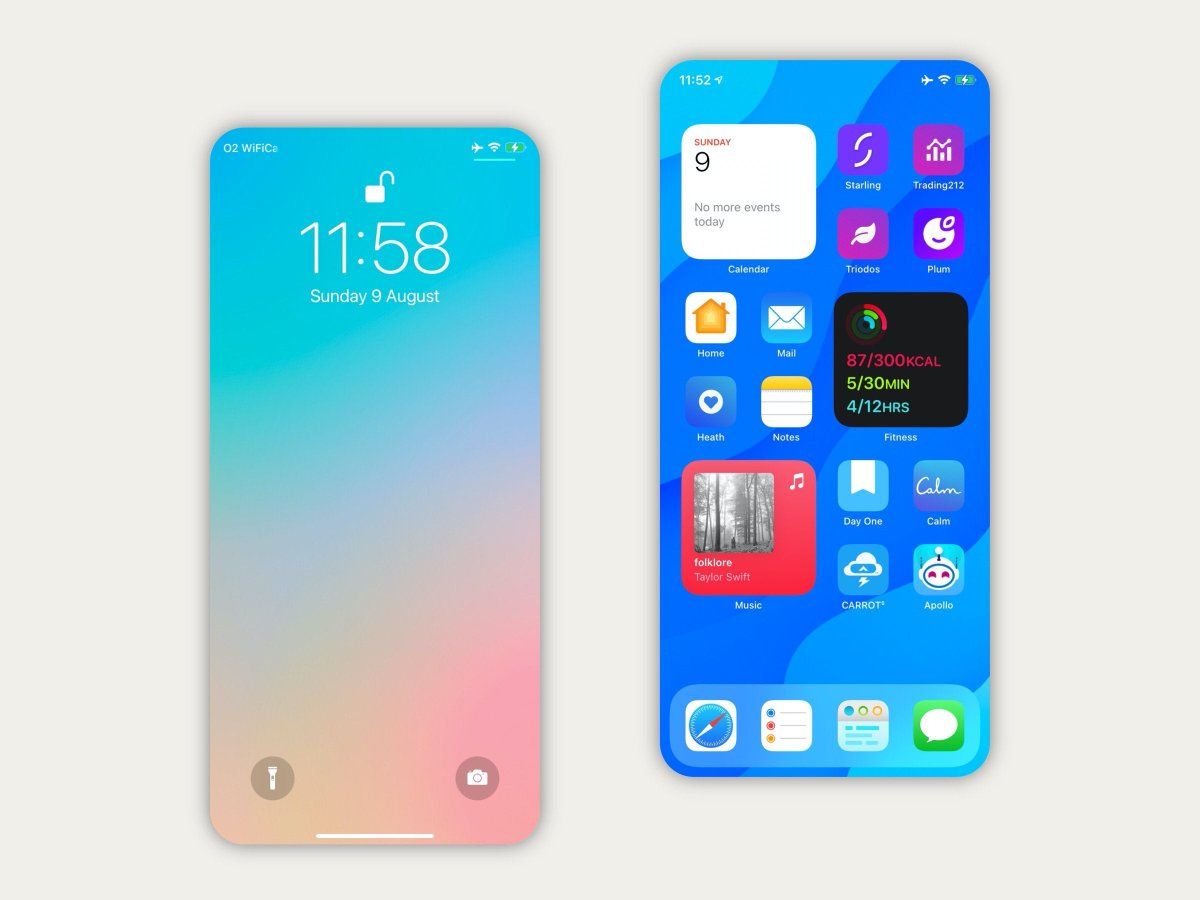 O2 WiFiCa
11:58
Sunday 9 August
11:52
SUNDAY
9
No more events
today
Calendar
Starling
Trading212
Triodos
Plum
Home
Mail
Heath
Notes
87/300KCAL
5/30MIN
4/12HRS
Fitness
folklore
Taylor Swift
Music
Day One
Calm
Calm
CARROT⁵
Apollo